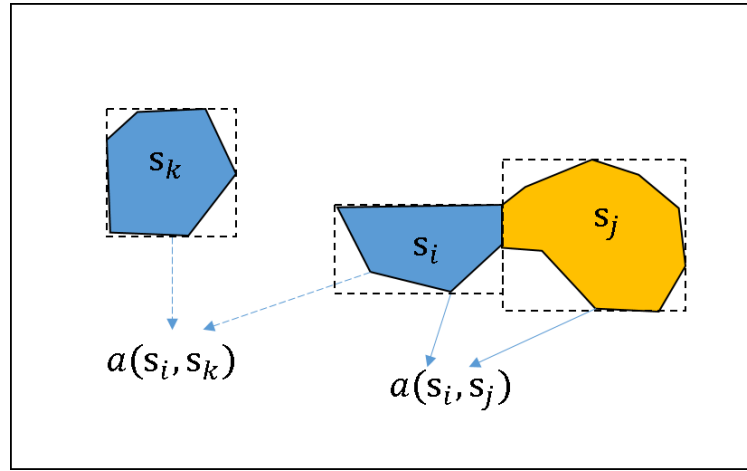 s_k
s_i
s_j
a(s_i, s_k)
a(s_i, s_j)